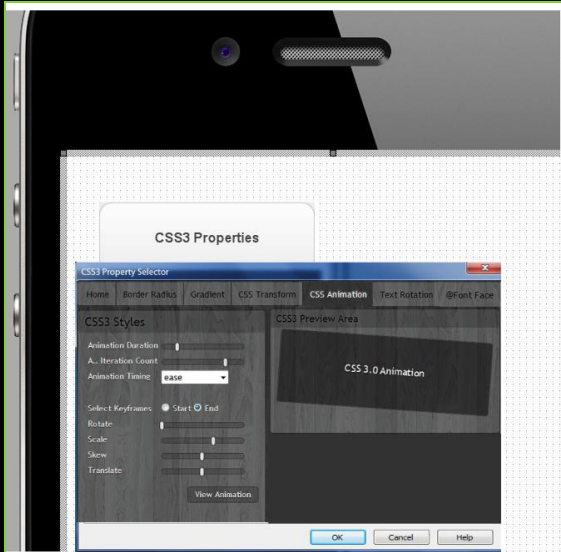 CSS3 Properties
CSS3 Property Selector
Home Border Radius Gradient CSS Transform CSS Animation Text Rotation @Font Face
CSS3 Styles
CSS3 Preview Area
Animation Duration
A.. Iteration Count
Animation Timing ease
Select Keyframes Start End
Rotate
Scale
Skew
Translate
View Animation
CSS 3.0 Animation
OK Cancel Help